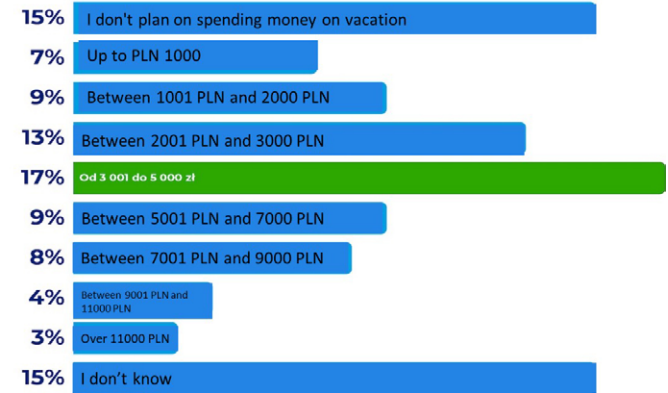 15% I don't plan on spending money on vacation
7% Up to PLN 1000
9% Between 1001 PLN and 2000 PLN
13% Between 2001 PLN and 3000 PLN
17% Od 3 001 do 5 000 zł
9% Between 5001 PLN and 7000 PLN
8% Between 7001 PLN and 9000 PLN
4% Between 9001 PLN and
11000 PLN
3% Over 11000 PLN
15% I don't know